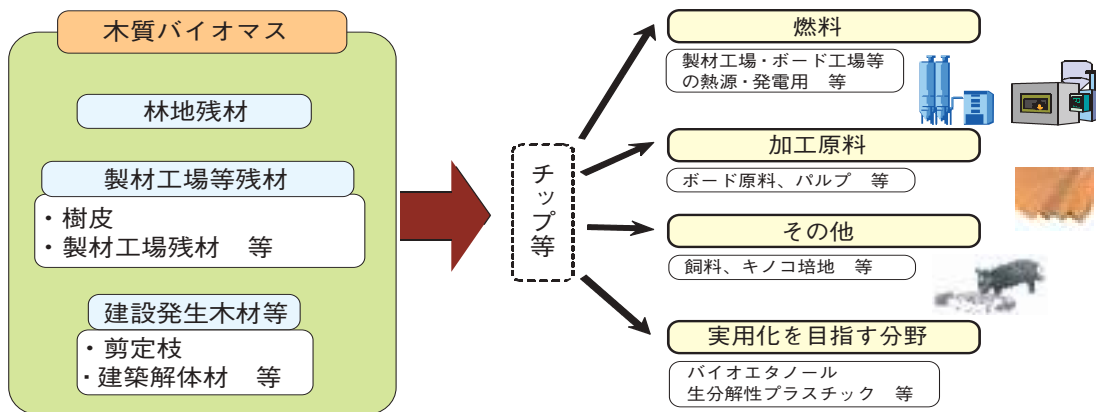 木質バイオマス
林地残材
製材工場等残材
・樹皮
・製材工場残材　等
建設発生木材等
・剪定枝
・建築解体材　等
チップ等
燃料
製材工場・ボード工場等
の熱源・発電用　等
加工原料
ボード原料、パルプ　等
その他
飼料、キノコ培地　等
実用化を目指す分野
バイオエタノール
生分解性プラスチック　等